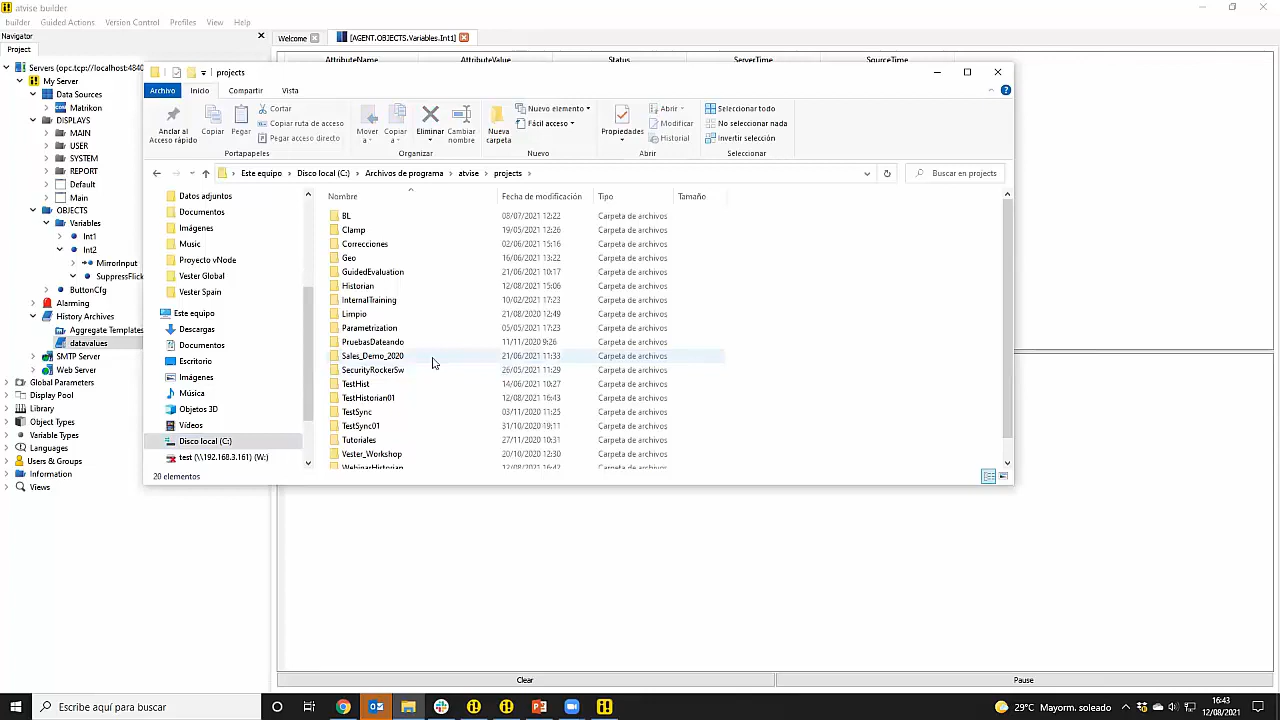 atvise builder
builder Guided Actions Version Control Profiles View Help
Navigator
Welcome [AGENT.OBJECTS.Variables.Int1]
Project
AttributeName AttributeValue Status ServerTime SourceTime
Servers (opc.tcp://localhost:4840
My Server
Data Sources
Matrikon
DISPLAYS
MAIN
USER
SYSTEM
REPORT
Default
Main
OBJECTS
Variables
Int1
Int2
MirrorInput
SuppressFlick
ButtonCfg
Alarming
History Archives
Aggregate Templates
datavalues
SMTP Server
Web Server
Global Parameters
Display Pool
Library
Object Types
Variable Types
Languages
Users & Groups
Information
Views
projects
Archivo Inicio Compartir Vista
Anclar al Acceso rápido
Copiar
Pegar
Cortar
Copiar ruta de acceso
Pegar acceso directo
Portapapeles
Mover a
Copiar a
Eliminar
Cambiar nombre
Organizar
Nueva carpeta
Nuevo elemento
Fácil acceso
Nuevo
Propiedades
Abrir
Modificar
Historial
Abrir
Seleccionar todo
No seleccionar nada
Invertir selección
Seleccionar
Este equipo > Disco local (C:) > Archivos de programa > atvise > projects >
Buscar en projects
Datos adjuntos
Documentos
Imágenes
Music
Proyecto vNode
Vester Global
Vester Spain
Este equipo
Descargas
Documentos
Escritorio
Imágenes
Música
Objetos 3D
Vídeos
Disco local (C:)
test (\\192.168.3.161) (W:)
Nombre Fecha de modificación Tipo Tamaño
BL 08/07/2021 12:22 Carpeta de archivos
Clamp 19/05/2021 12:26 Carpeta de archivos
Correcciones 02/06/2021 15:16 Carpeta de archivos
Geo 16/06/2021 13:22 Carpeta de archivos
GuidedEvaluation 21/06/2021 10:17 Carpeta de archivos
Historian 12/08/2021 15:06 Carpeta de archivos
InternalTraining 10/02/2021 17:23 Carpeta de archivos
Limpio 21/08/2020 12:49 Carpeta de archivos
Parametrization 05/05/2021 17:23 Carpeta de archivos
PruebasDateando 11/11/2020 9:26 Carpeta de archivos
Sales_Demo_2020 21/06/2021 11:33 Carpeta de archivos
SecurityRockerSw 26/05/2021 11:29 Carpeta de archivos
TestHist 14/06/2021 10:27 Carpeta de archivos
TestHistorian01 12/08/2021 16:43 Carpeta de archivos
TestSync 03/11/2020 11:25 Carpeta de archivos
TestSync01 31/10/2020 19:11 Carpeta de archivos
Tutoriales 27/11/2020 10:31 Carpeta de archivos
Vester_Workshop 20/10/2020 12:30 Carpeta de archivos
WebinarHistorian 12/08/2021 16:42 Carpeta de archivos
20 elementos
Clear Pause
Escribe aquí para buscar
29°C Mayorm. soleado
16:43
12/08/2021